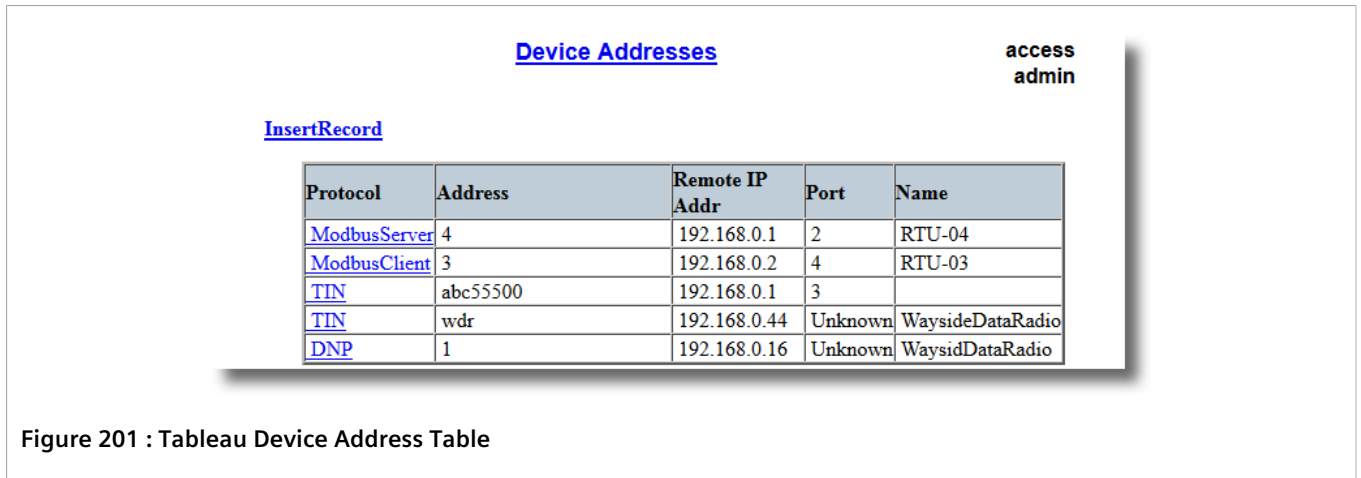 Device Addresses
access
admin
InsertRecord
Protocol Address Remote IP Addr Port Name
ModbusServer 4 192.168.0.1 2 RTU-04
ModbusClient 3 192.168.0.2 4 RTU-03
TIN abc55500 192.168.0.1 3
TIN wdr 192.168.0.44 Unknown WaysideDataRadio
DNP 1 192.168.0.16 Unknown WaysidDataRadio
Figure 201 : Tableau Device Address Table